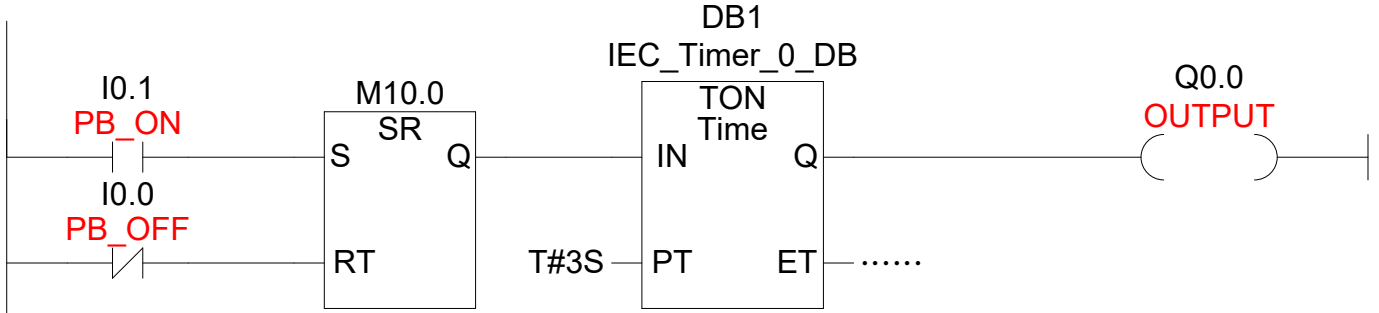 DB1
IEC_Timer_0_DB
I0.1
PB_ON
M10.0
SR
TON
Time
Q0.0
OUTPUT
S
Q
IN
Q
I0.0
PB_OFF
RT
T#3S
PT
ET
......